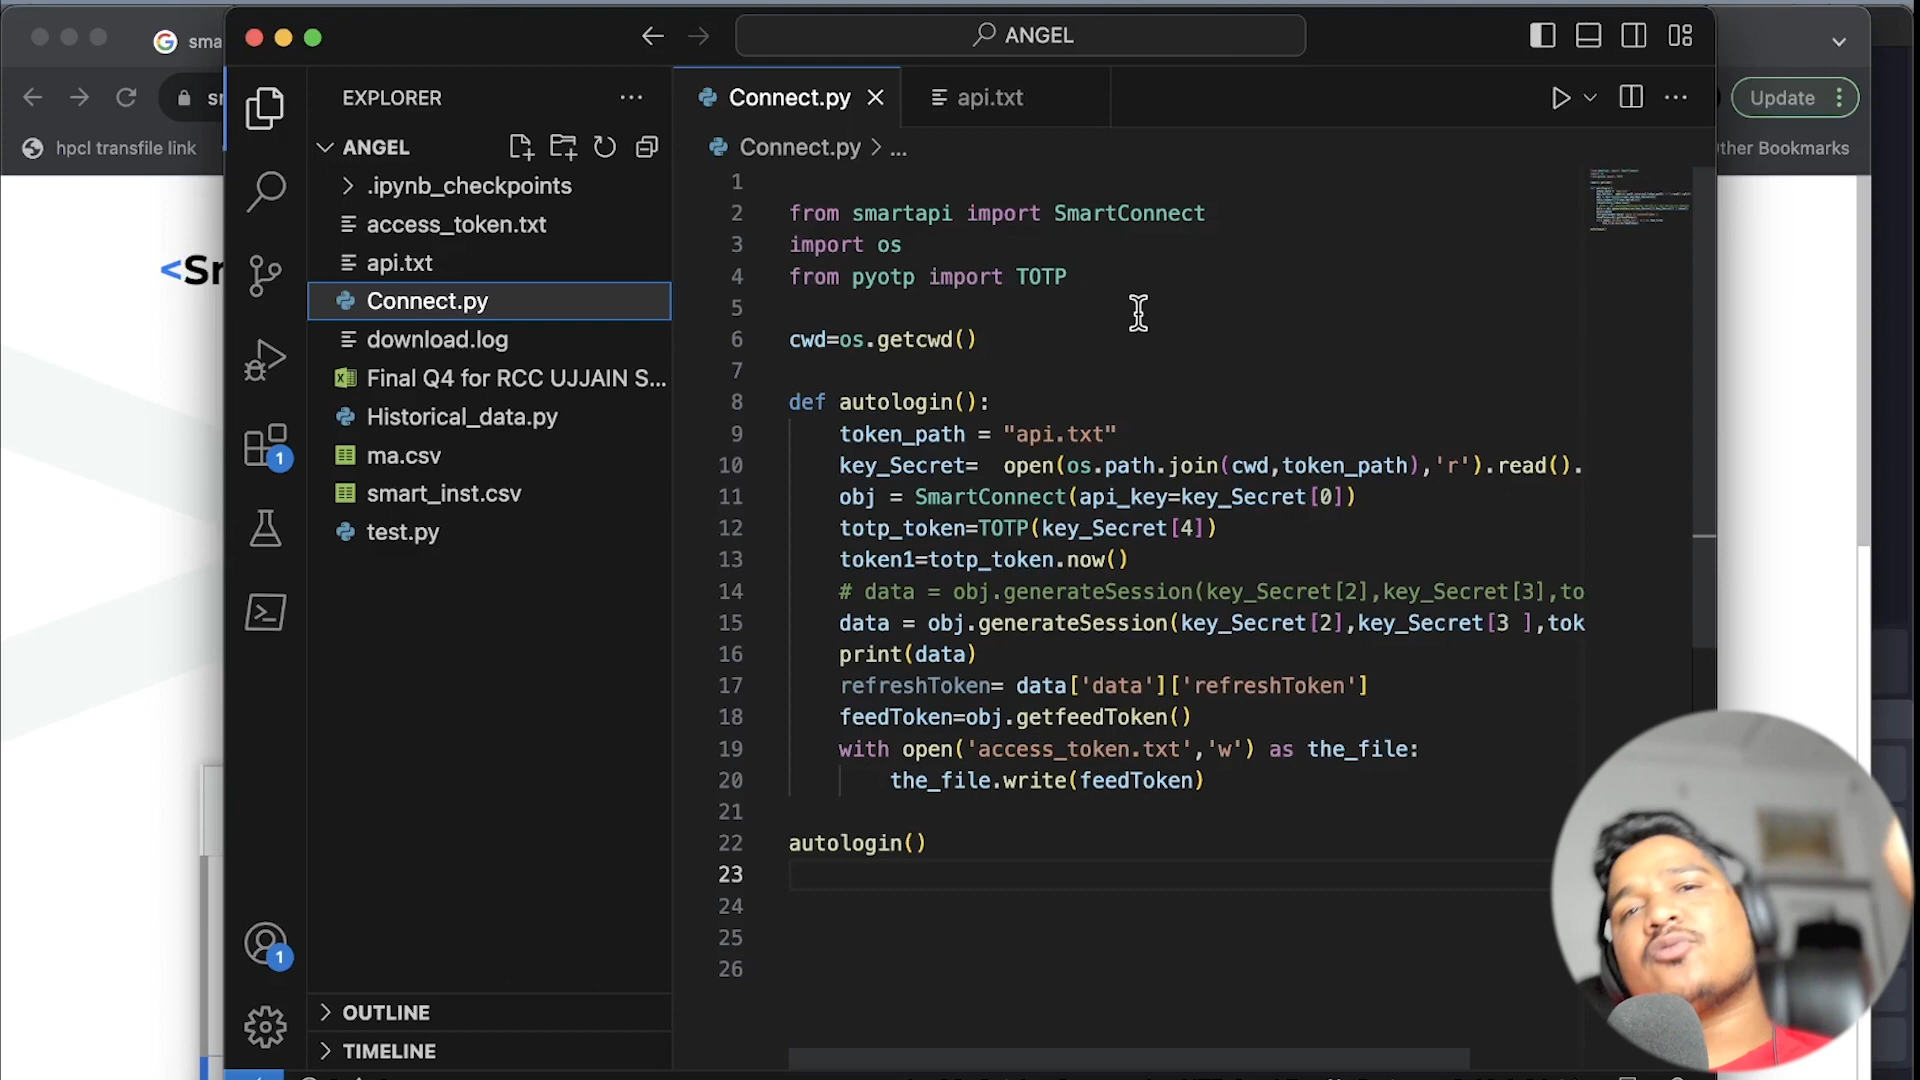 sma
ANGEL
Update
hpcl transfile link
ther Bookmarks
<Sr
EXPLORER
ANGEL
.ipynb_checkpoints
access_token.txt
api.txt
Connect.py
download.log
Final Q4 for RCC UJJAIN S...
Historical_data.py
ma.csv
smart_inst.csv
test.py
OUTLINE
TIMELINE
1
1
Connect.py
api.txt
Connect.py > ...
1
2 from smartapi import SmartConnect
3 import os
4 from pyotp import TOTP
5
6 cwd=os.getcwd()
7
8 def autologin():
9 token_path = "api.txt"
10 key_Secret=  open(os.path.join(cwd,token_path),'r').read().
11 obj = SmartConnect(api_key=key_Secret[0])
12 totp_token=TOTP(key_Secret[4])
13 token1=totp_token.now()
14 # data = obj.generateSession(key_Secret[2],key_Secret[3],to
15 data = obj.generateSession(key_Secret[2],key_Secret[3 ],tok
16 print(data)
17 refreshToken= data['data']['refreshToken']
18 feedToken=obj.getfeedToken()
19 with open('access_token.txt','w') as the_file:
20 the_file.write(feedToken)
21
22 autologin()
23
24
25
26